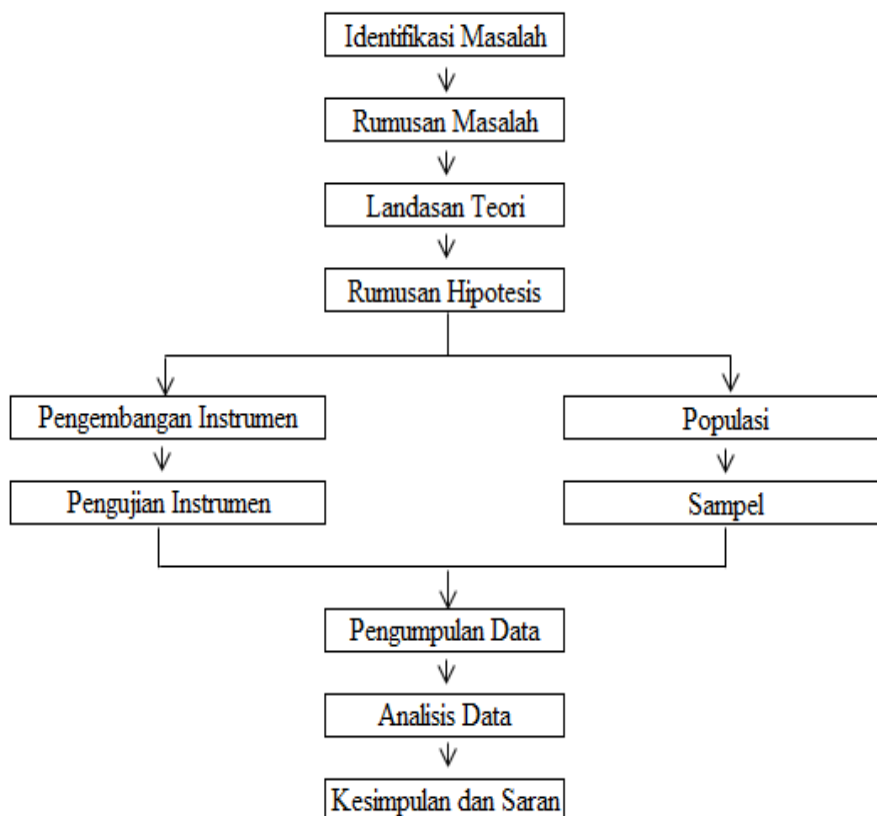 Identifikasi Masalah
Rumusan Masalah
Landasan Teori
Rumusan Hipotesis
Pengembangan Instrumen
Populasi
Pengujian Instrumen
Sampel
Pengumpulan Data
Analisis Data
Kesimpulan dan Saran